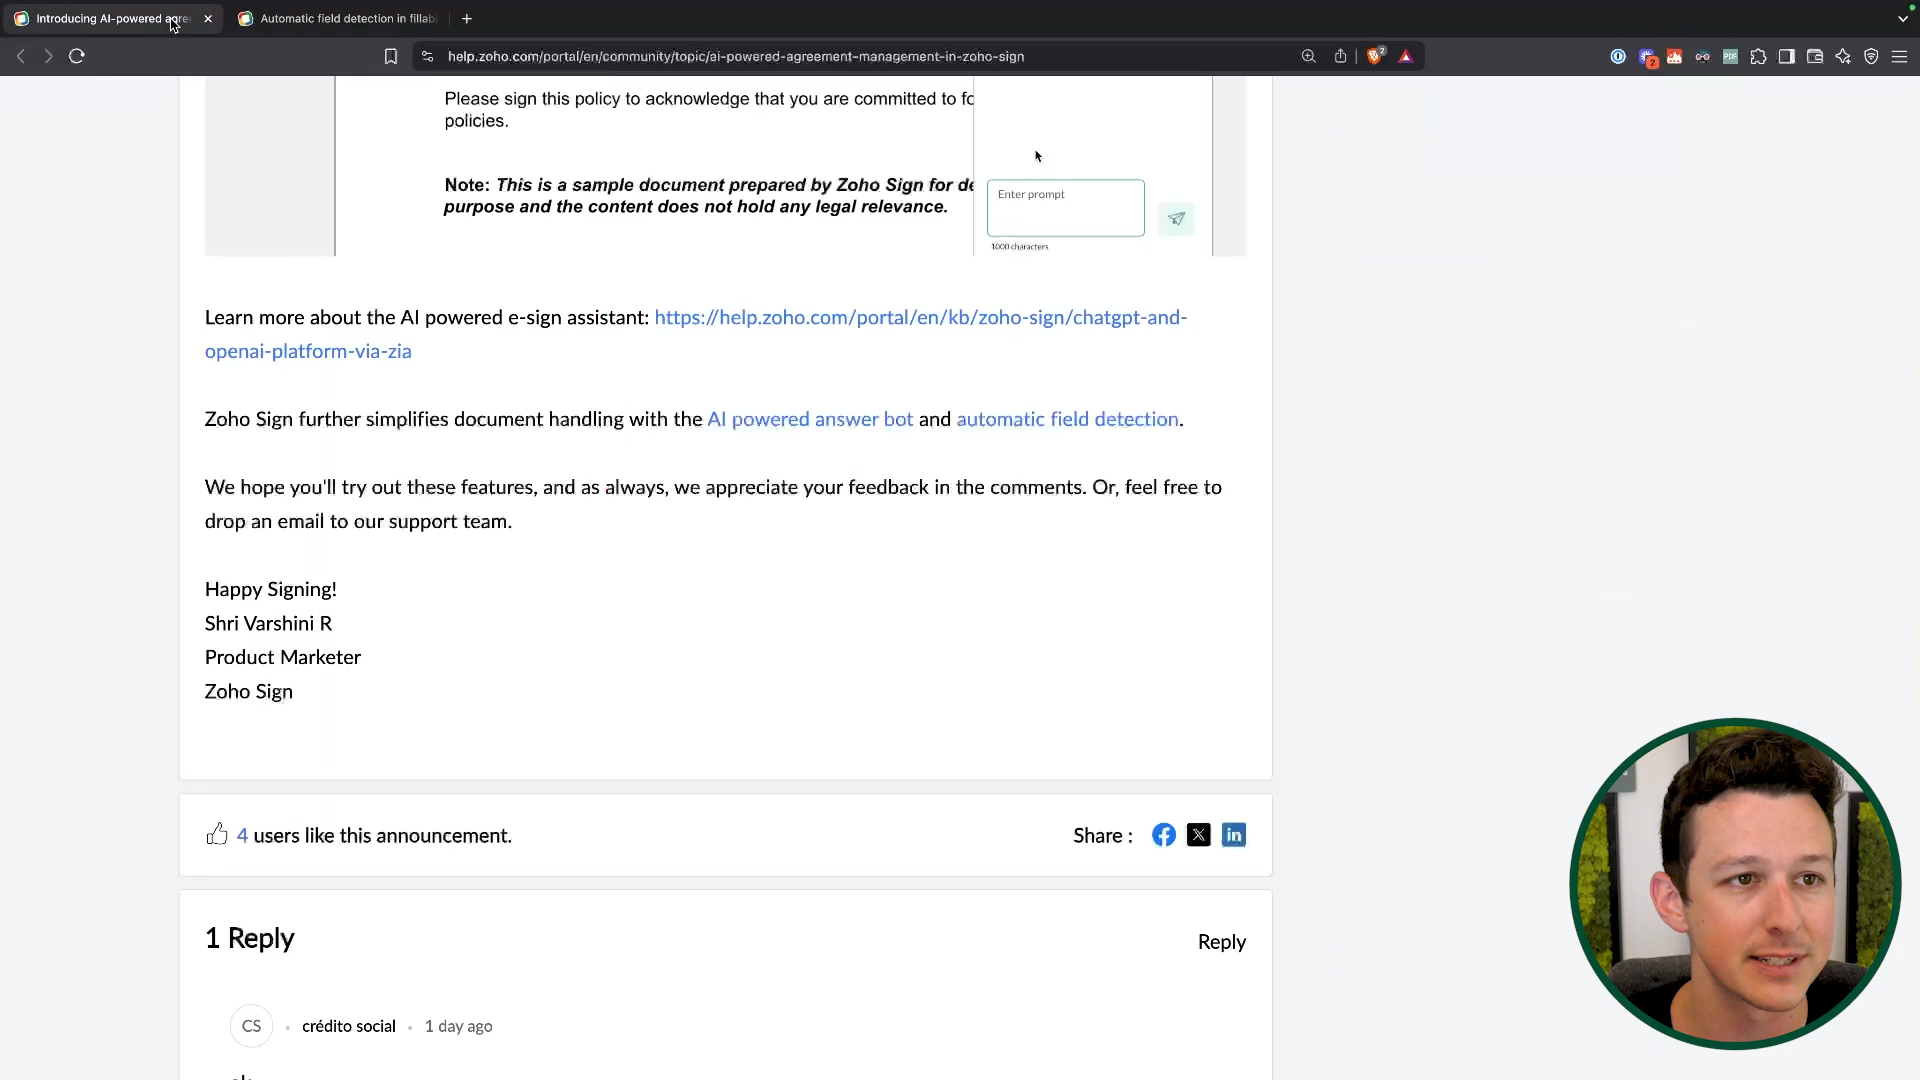 Introducing AI-powered agre
Automatic field detection in fillab
help.zoho.com/portal/en/community/topic/ai-powered-agreement-management-in-zoho-sign
2
2
PDF
Please sign this policy to acknowledge that you are committed to fo
policies.
Note: This is a sample document prepared by Zoho Sign for de
purpose and the content does not hold any legal relevance.
Enter prompt
1000 characters
Learn more about the AI powered e-sign assistant: https://help.zoho.com/portal/en/kb/zoho-sign/chatgpt-and-
openai-platform-via-zia
Zoho Sign further simplifies document handling with the AI powered answer bot and automatic field detection.
We hope you'll try out these features, and as always, we appreciate your feedback in the comments. Or, feel free to
drop an email to our support team.
Happy Signing!
Shri Varshini R
Product Marketer
Zoho Sign
4 users like this announcement.
Share :
1 Reply
Reply
CS
crédito social
1 day ago